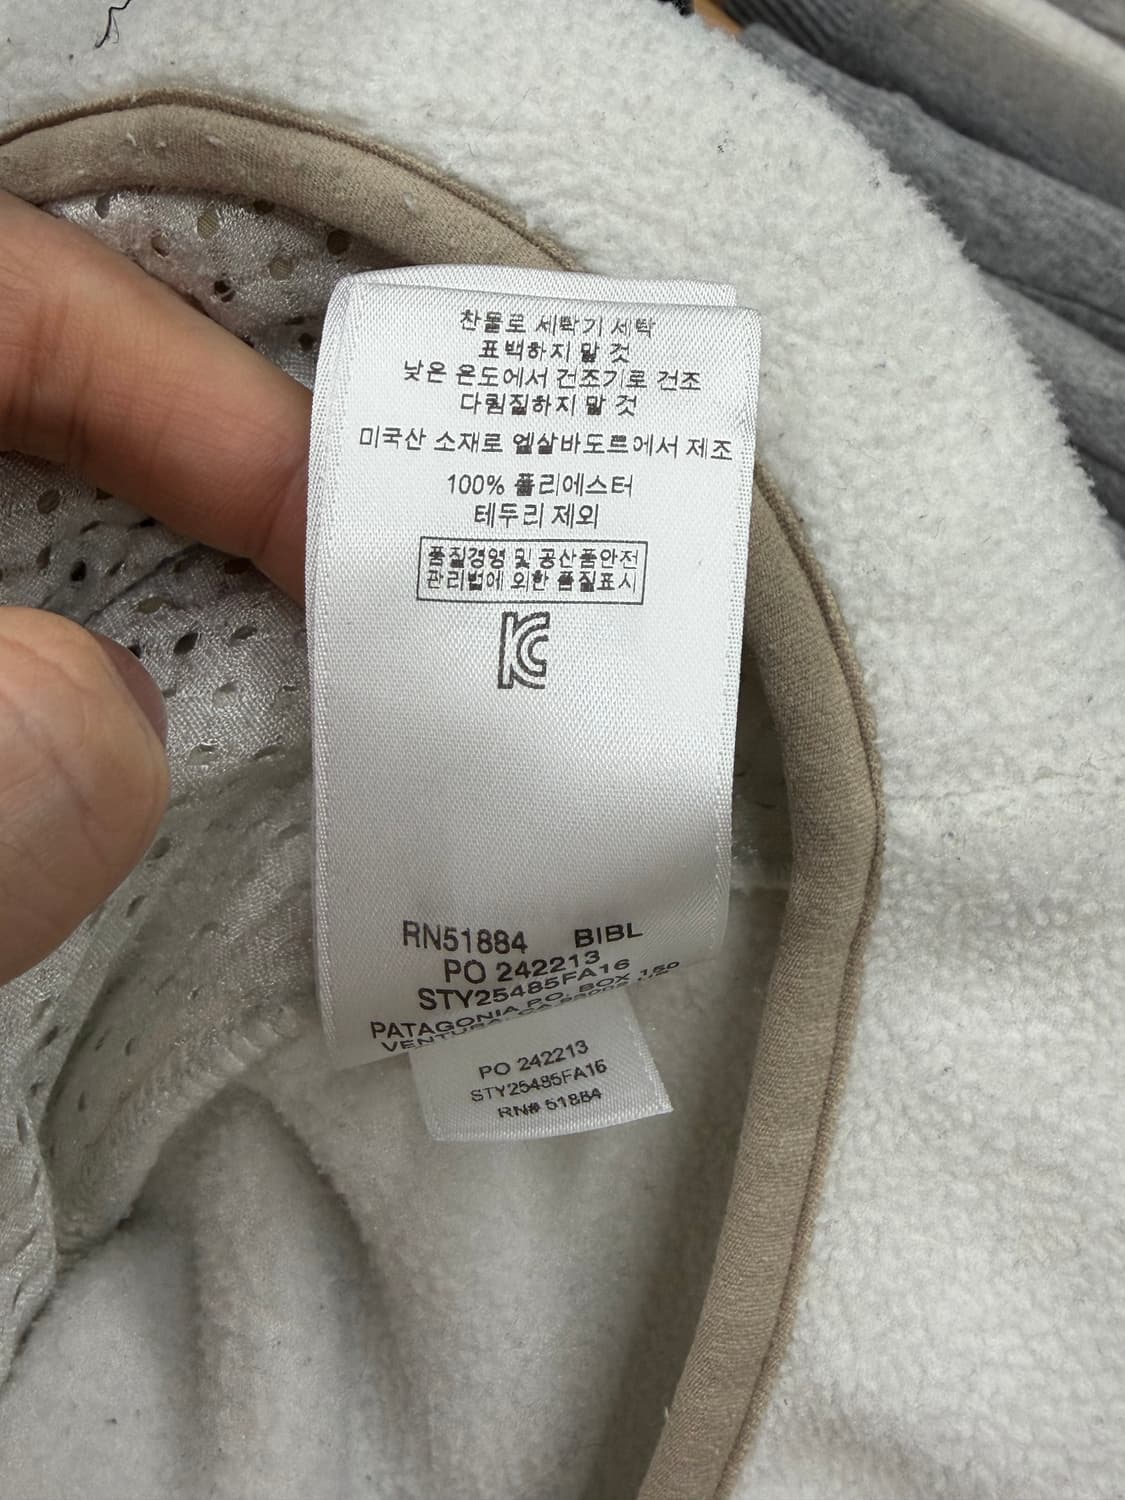 찬물로 세탁기 세탁
표백하지 말 것
낮은 온도에서 건조기로 건조
다림질하지 말 것
미국산 소재로 엘살바도르에서 제조
100% 폴리에스터
테두리 제외
품질경영 및 공산품안전
관리법에 의한 품질표시
KC
RN51884 BIBL
PO 242213
STY25485FA16
PATAGONIA P.O. BOX 150
VENTURA, CA
PO 242213
STY25485FA16
RN# 51884